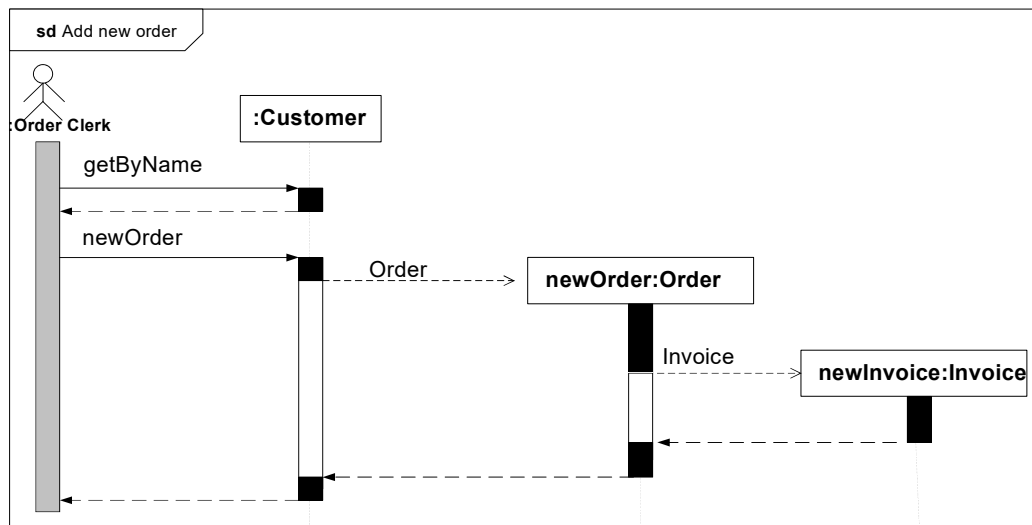 sd Add new order
:Order Clerk
:Customer
getByName
newOrder
Order
newOrder:Order
Invoice
newInvoice:Invoice